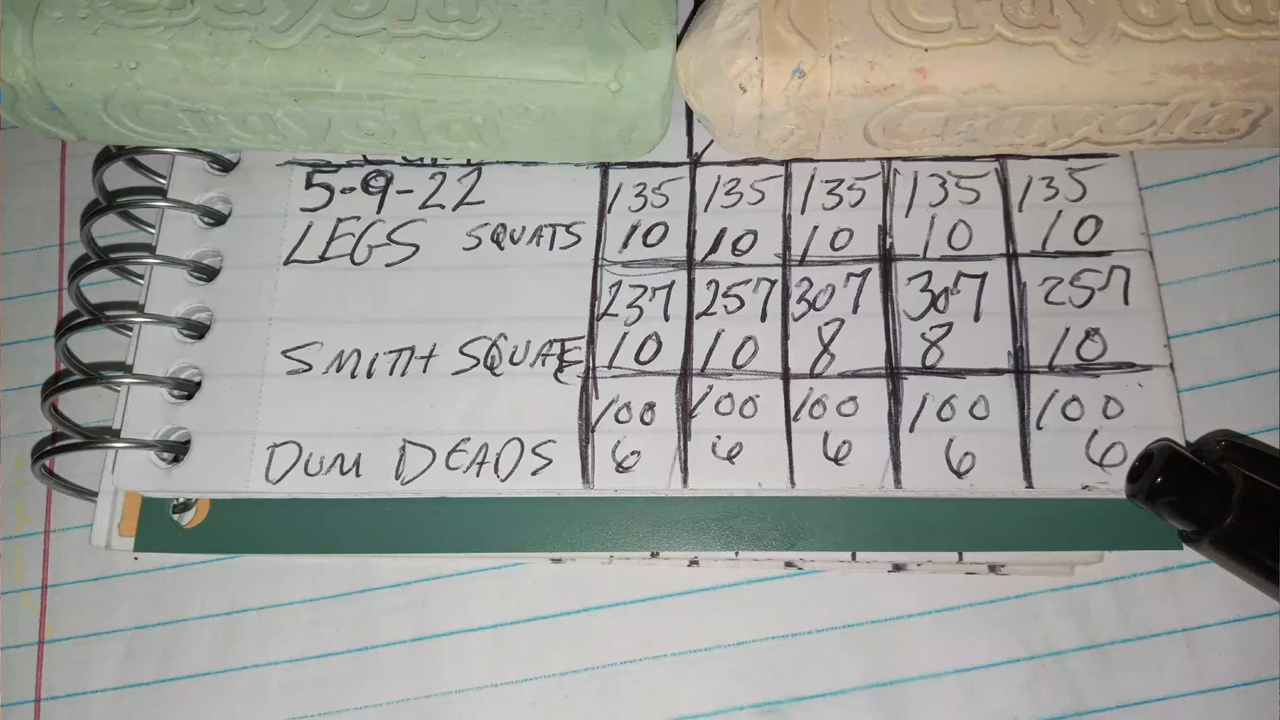 Crayola
Crayola
Crayola
Crayola
5-9-22
135 135 135 135 135
LEGS SQUATS 10 10 10 10 10
237 257 307 307 257
SMITH SQUATS 10 10 8 8 10
100 100 100 100 100
DUM DEADS 6 6 6 6 6